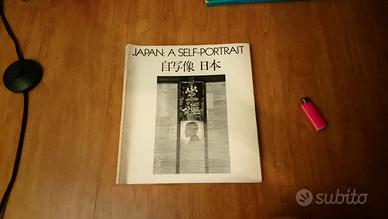 JAPAN: A SELF-PORTRAIT
自写像 日本
subito